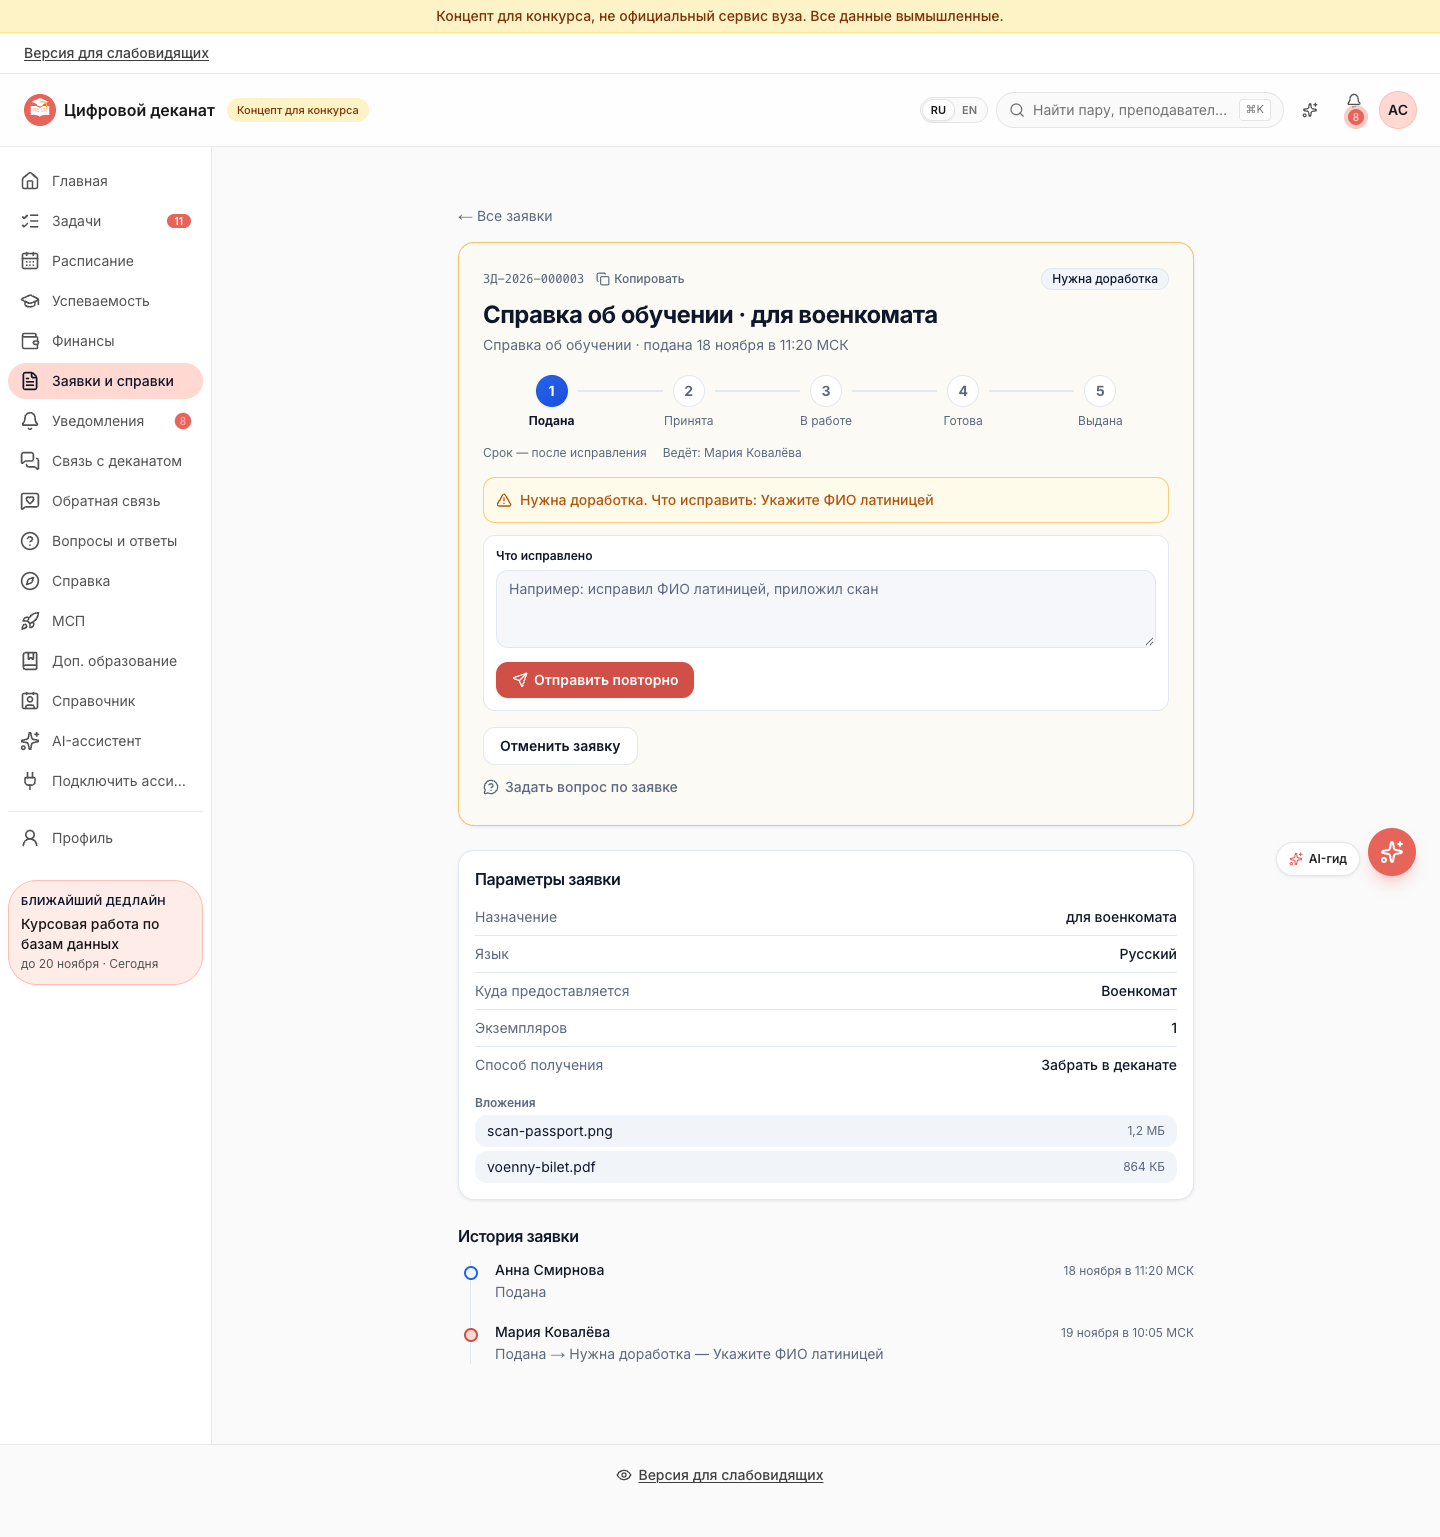 Концепт для конкурса, не официальный сервис вуза. Все данные вымышленные.
Версия для слабовидящих
Цифровой деканат
Концепт для конкурса
RU EN
Найти пару, преподавател...
⌘K
8
АС
Главная
Задачи 11
Расписание
Успеваемость
Финансы
Заявки и справки
Уведомления 8
Связь с деканатом
Обратная связь
Вопросы и ответы
Справка
МСП
Доп. образование
Справочник
AI-ассистент
Подключить асси...
Профиль
БЛИЖАЙШИЙ ДЕДЛАЙН
Курсовая работа по
базам данных
до 20 ноября · Сегодня
← Все заявки
ЗД-2026-000003 Копировать
Нужна доработка
Справка об обучении · для военкомата
Справка об обучении · подана 18 ноября в 11:20 МСК
1 2 3 4 5
Подана Принята В работе Готова Выдана
Срок — после исправления Ведёт: Мария Ковалёва
Нужна доработка. Что исправить: Укажите ФИО латиницей
Что исправлено
Например: исправил ФИО латиницей, приложил скан
Отправить повторно
Отменить заявку
Задать вопрос по заявке
Параметры заявки
Назначение для военкомата
Язык Русский
Куда предоставляется Военкомат
Экземпляров 1
Способ получения Забрать в деканате
Вложения
scan-passport.png 1,2 МБ
voenny-bilet.pdf 864 КБ
История заявки
Анна Смирнова 18 ноября в 11:20 МСК
Подана
Мария Ковалёва 19 ноября в 10:05 МСК
Подана → Нужна доработка — Укажите ФИО латиницей
AI-гид
Версия для слабовидящих